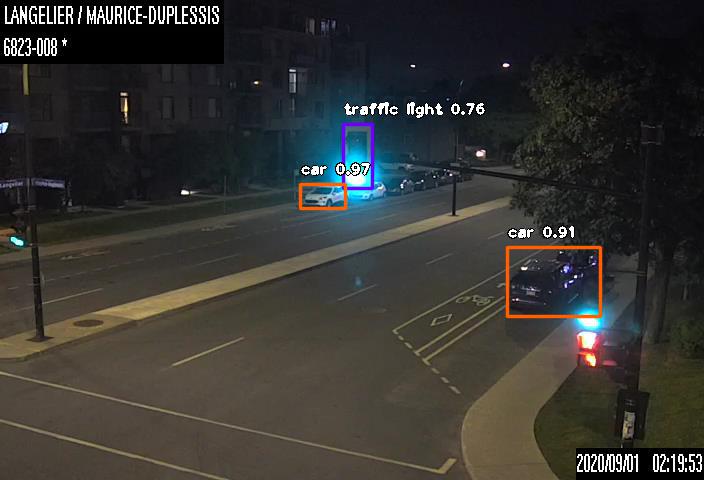 LANGELIER / MAURICE-DUPLESSIS
6823-008 *
traffic light 0.76
car 0.97
car 0.91
Langelier
2020/09/01 02:19:53